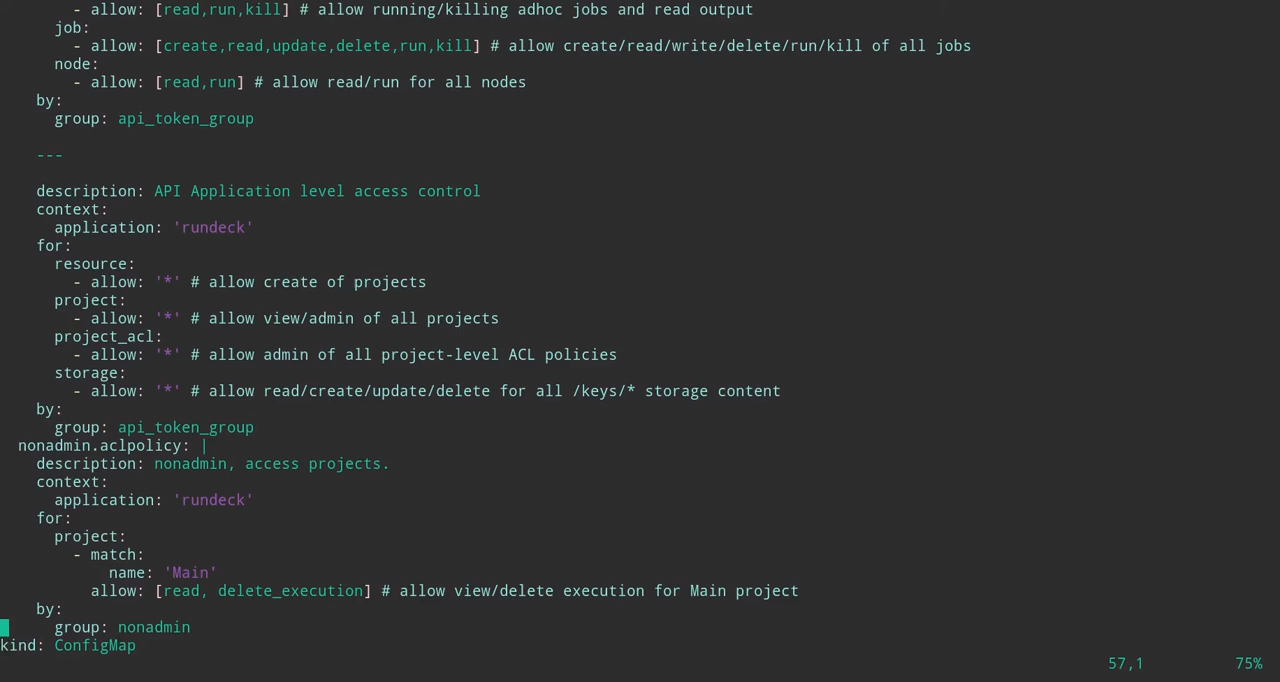 - allow: [read,run,kill] # allow running/killing adhoc jobs and read output
job:
- allow: [create,read,update,delete,run,kill] # allow create/read/write/delete/run/kill of all jobs
node:
- allow: [read,run] # allow read/run for all nodes
by:
group: api_token_group
---
description: API Application level access control
context:
application: 'rundeck'
for:
resource:
- allow: '*' # allow create of projects
project:
- allow: '*' # allow view/admin of all projects
project_acl:
- allow: '*' # allow admin of all project-level ACL policies
storage:
- allow: '*' # allow read/create/update/delete for all /keys/* storage content
by:
group: api_token_group
nonadmin.aclpolicy: |
description: nonadmin, access projects.
context:
application: 'rundeck'
for:
project:
- match:
name: 'Main'
allow: [read, delete_execution] # allow view/delete execution for Main project
by:
group: nonadmin
kind: ConfigMap
57,1 75%